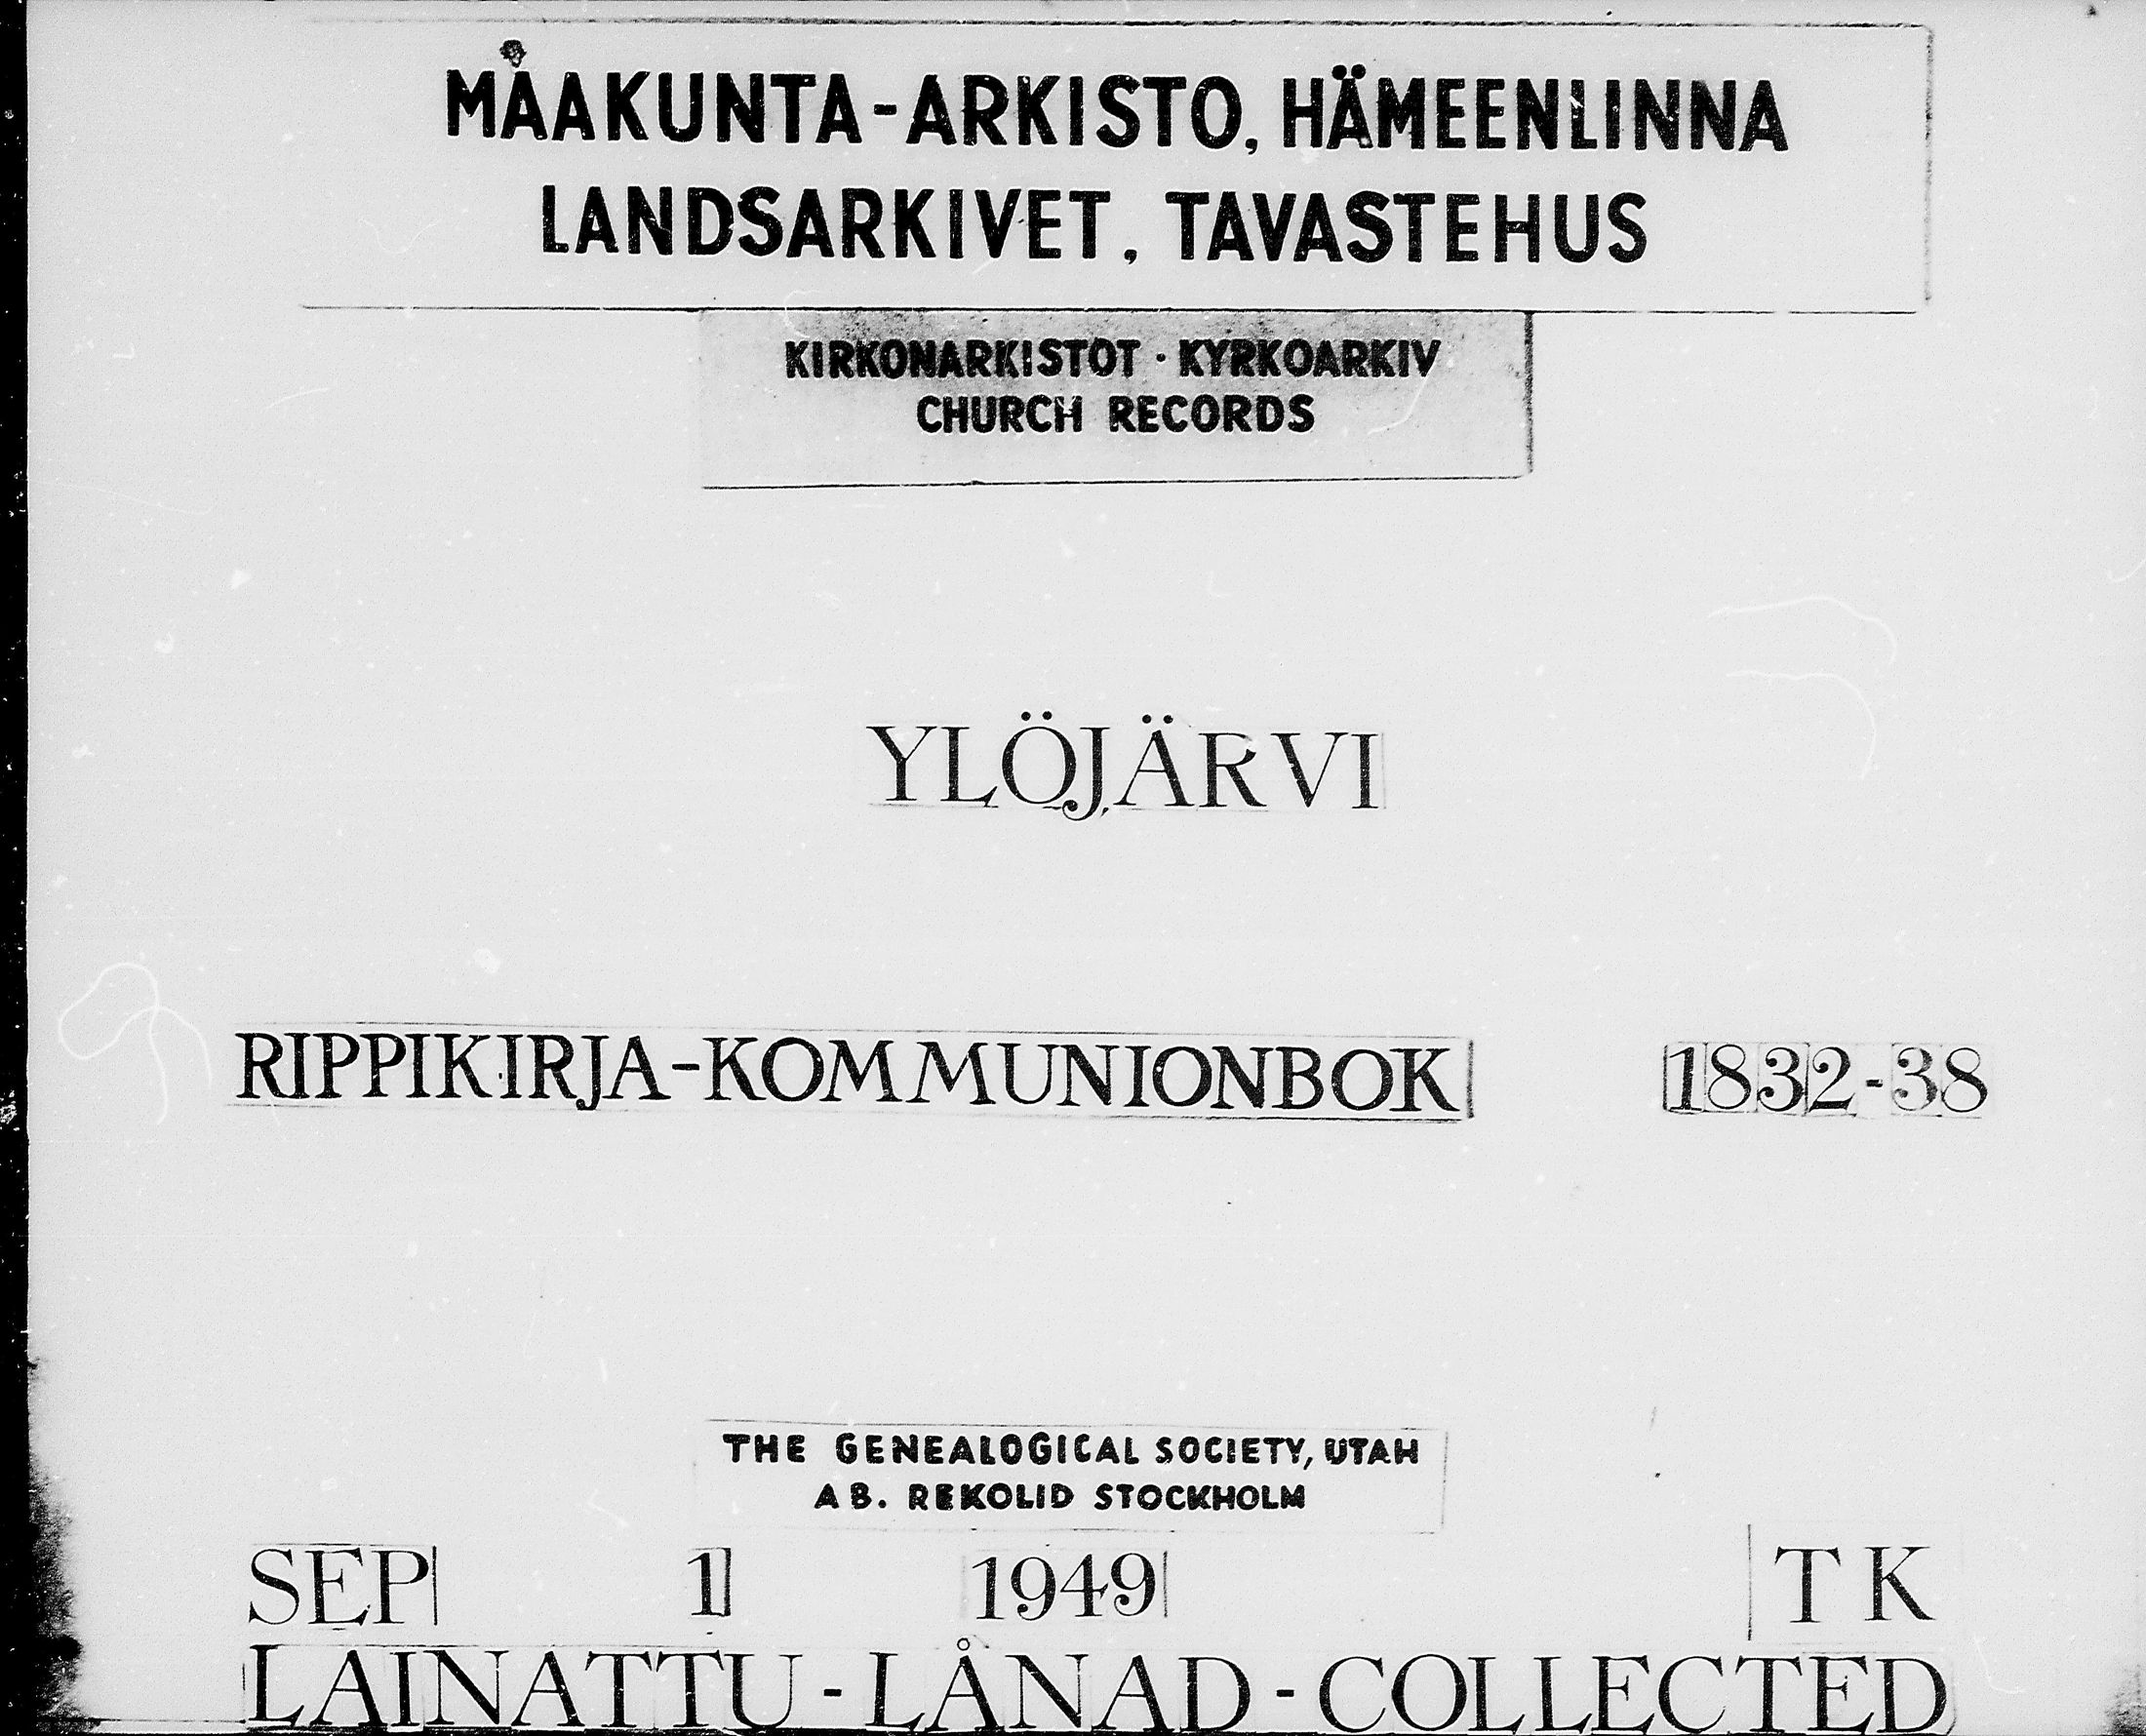 MAAKUNTA-ARKISTO, HÄMEENLINNA
LANDSARKIVET, TAVASTEHUS
KIRKONARKISTOT · KYRKOARKIV
CHURCH RECORDS
YLÖJÄRVI
RIPPIKIRJA-KOMMUNIONBOK 1832-38
THE GENEALOGICAL SOCIETY, UTAH
AB. REKOLID STOCKHOLM
SEP 1 1949 TK
LAINATTU-LÅNAD-COLLECTED